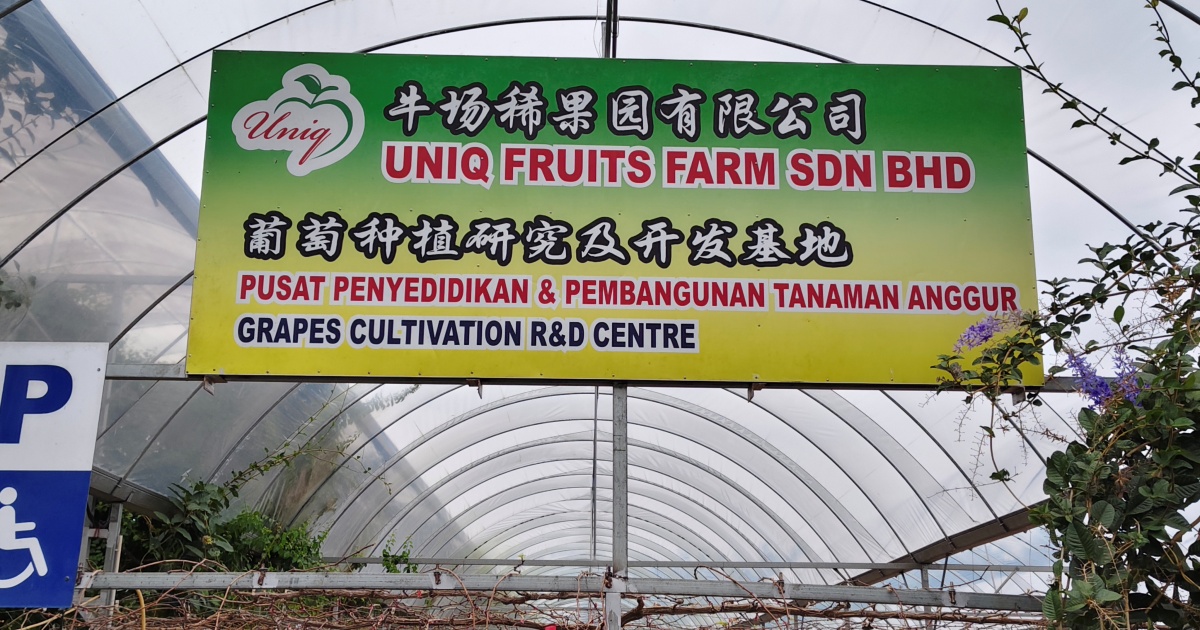 Uniq
牛场稀果园有限公司
UNIQ FRUITS FARM SDN BHD
葡萄种植研究及开发基地
PUSAT PENYEDIDIKAN & PEMBANGUNAN TANAMAN ANGGUR
GRAPES CULTIVATION R&D CENTRE
P